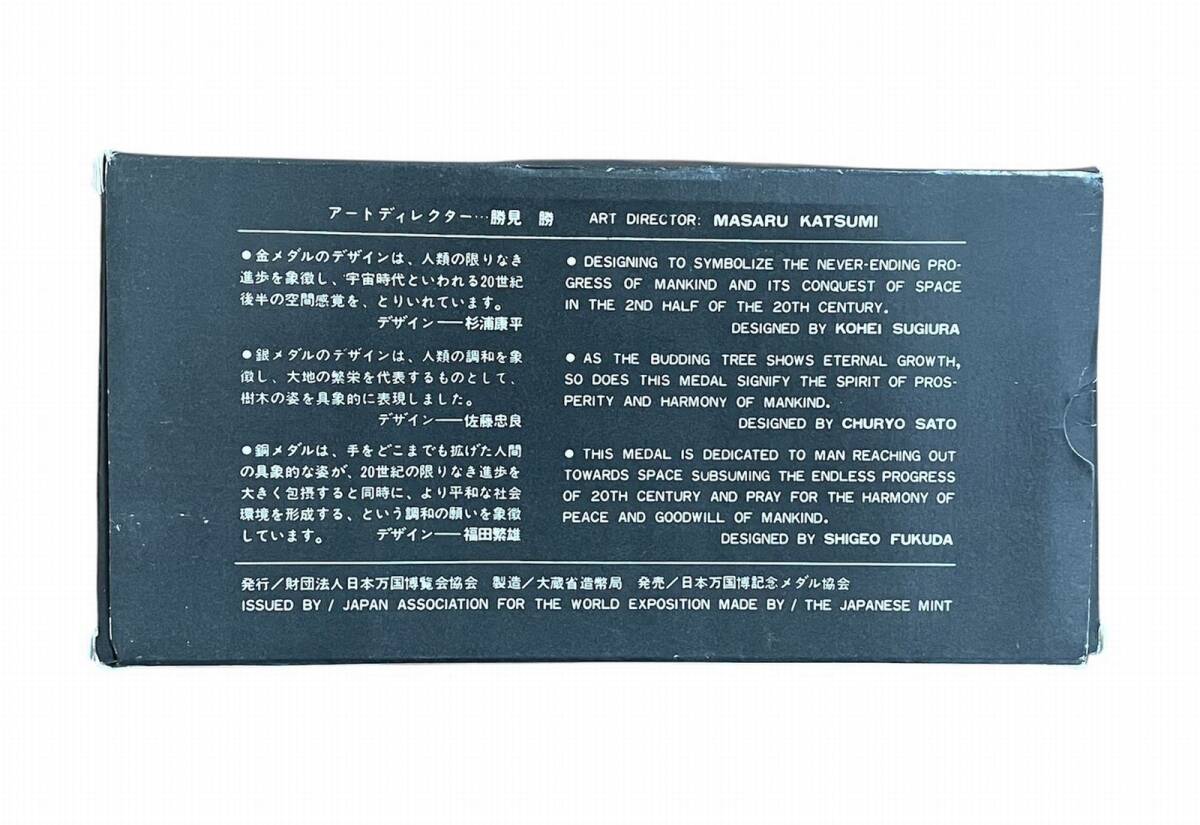 アートディレクター…勝見 勝 ART DIRECTOR: MASARU KATSUMI
●金メダルのデザインは、人類の限りなき
進歩を象徴し、宇宙時代といわれる20世紀
後半の空間感覚を、とりいれています。
デザイン──杉浦康平
●銀メダルのデザインは、人類の調和を象
徴し、大地の繁栄を代表するものとして、
樹木の姿を具象的に表現しました。
デザイン──佐藤忠良
●銅メダルは、手をどこまでも拡げた人間
の具象的な姿が、20世紀の限りなき進歩を
大きく包摂すると同時に、より平和な社会
環境を形成する、という調和の願いを象徴
しています。 デザイン──福田繁雄
● DESIGNING TO SYMBOLIZE THE NEVER-ENDING PRO-
GRESS OF MANKIND AND ITS CONQUEST OF SPACE
IN THE 2ND HALF OF THE 20TH CENTURY.
DESIGNED BY KOHEI SUGIURA
● AS THE BUDDING TREE SHOWS ETERNAL GROWTH,
SO DOES THIS MEDAL SIGNIFY THE SPIRIT OF PROS-
PERITY AND HARMONY OF MANKIND.
DESIGNED BY CHURYO SATO
● THIS MEDAL IS DEDICATED TO MAN REACHING OUT
TOWARDS SPACE SUBSUMING THE ENDLESS PROGRESS
OF 20TH CENTURY AND PRAY FOR THE HARMONY OF
PEACE AND GOODWILL OF MANKIND.
DESIGNED BY SHIGEO FUKUDA
発行／財団法人日本万国博覧会協会 製造／大蔵省造幣局 発売／日本万国博記念メダル協会
ISSUED BY / JAPAN ASSOCIATION FOR THE WORLD EXPOSITION MADE BY / THE JAPANESE MINT